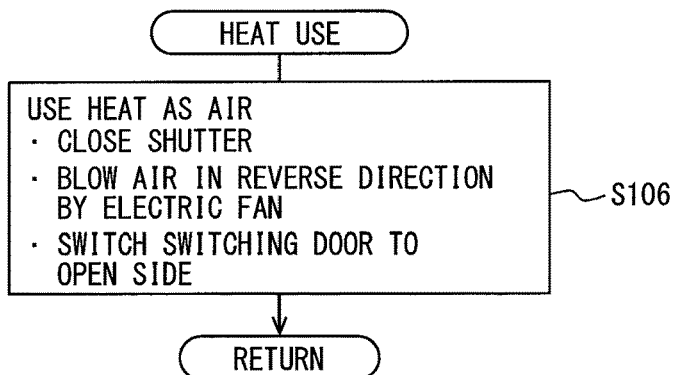 HEAT USE
USE HEAT AS AIR
· CLOSE SHUTTER
· BLOW AIR IN REVERSE DIRECTION
BY ELECTRIC FAN
· SWITCH SWITCHING DOOR TO
OPEN SIDE
S106
RETURN